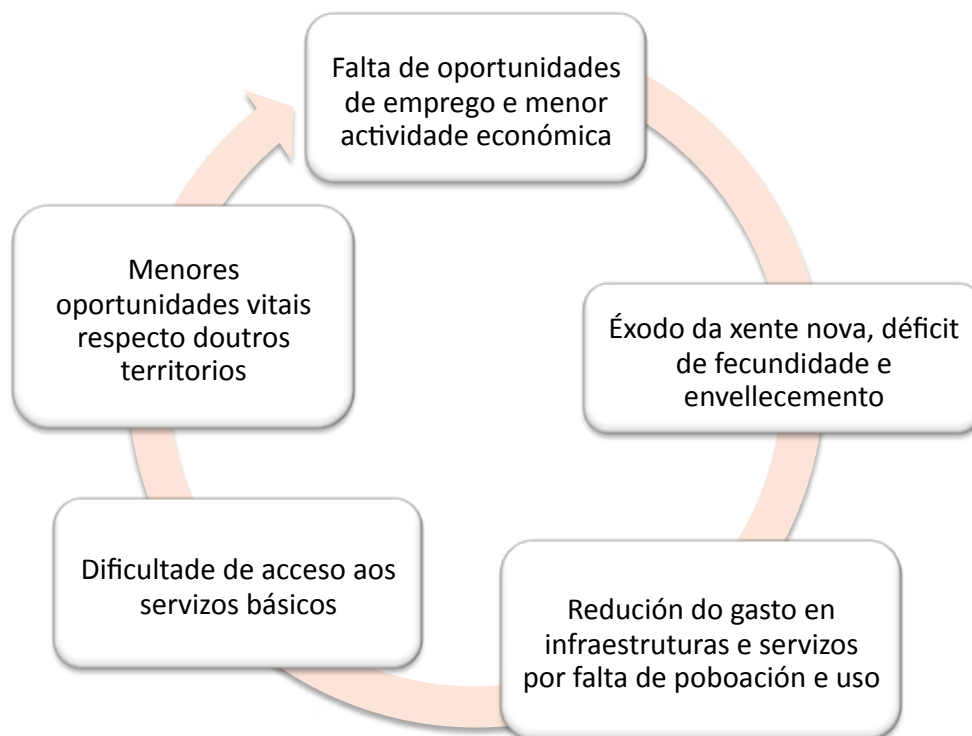 Falta de oportunidades
de emprego e menor
actividade económica
Éxodo da xente nova, déficit
de fecundidade e
envellecemento
Redución do gasto en
infraestruturas e servizos
por falta de poboación e uso
Dificultade de acceso aos
servizos básicos
Menores
oportunidades vitais
respecto doutros
territorios